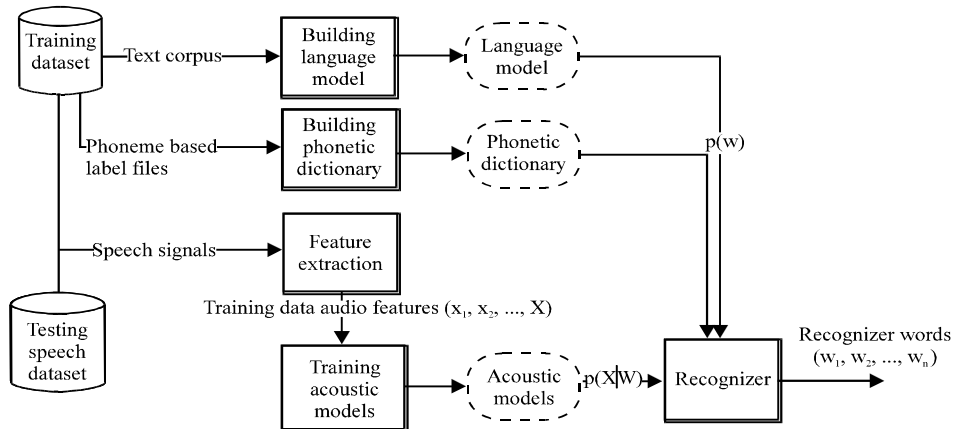 Training
dataset
Text corpus
Building
language
model
Language
model
Phoneme based
label files
Building
phonetic
dictionary
Phonetic
dictionary
p(w)
Speech signals
Feature
extraction
Training data audio features (x₁, x₂, ..., X)
Testing
speech
dataset
Training
acoustic
models
Acoustic
models
p(X|W)
Recognizer
Recognizer words
(w₁, w₂, ..., wₙ)